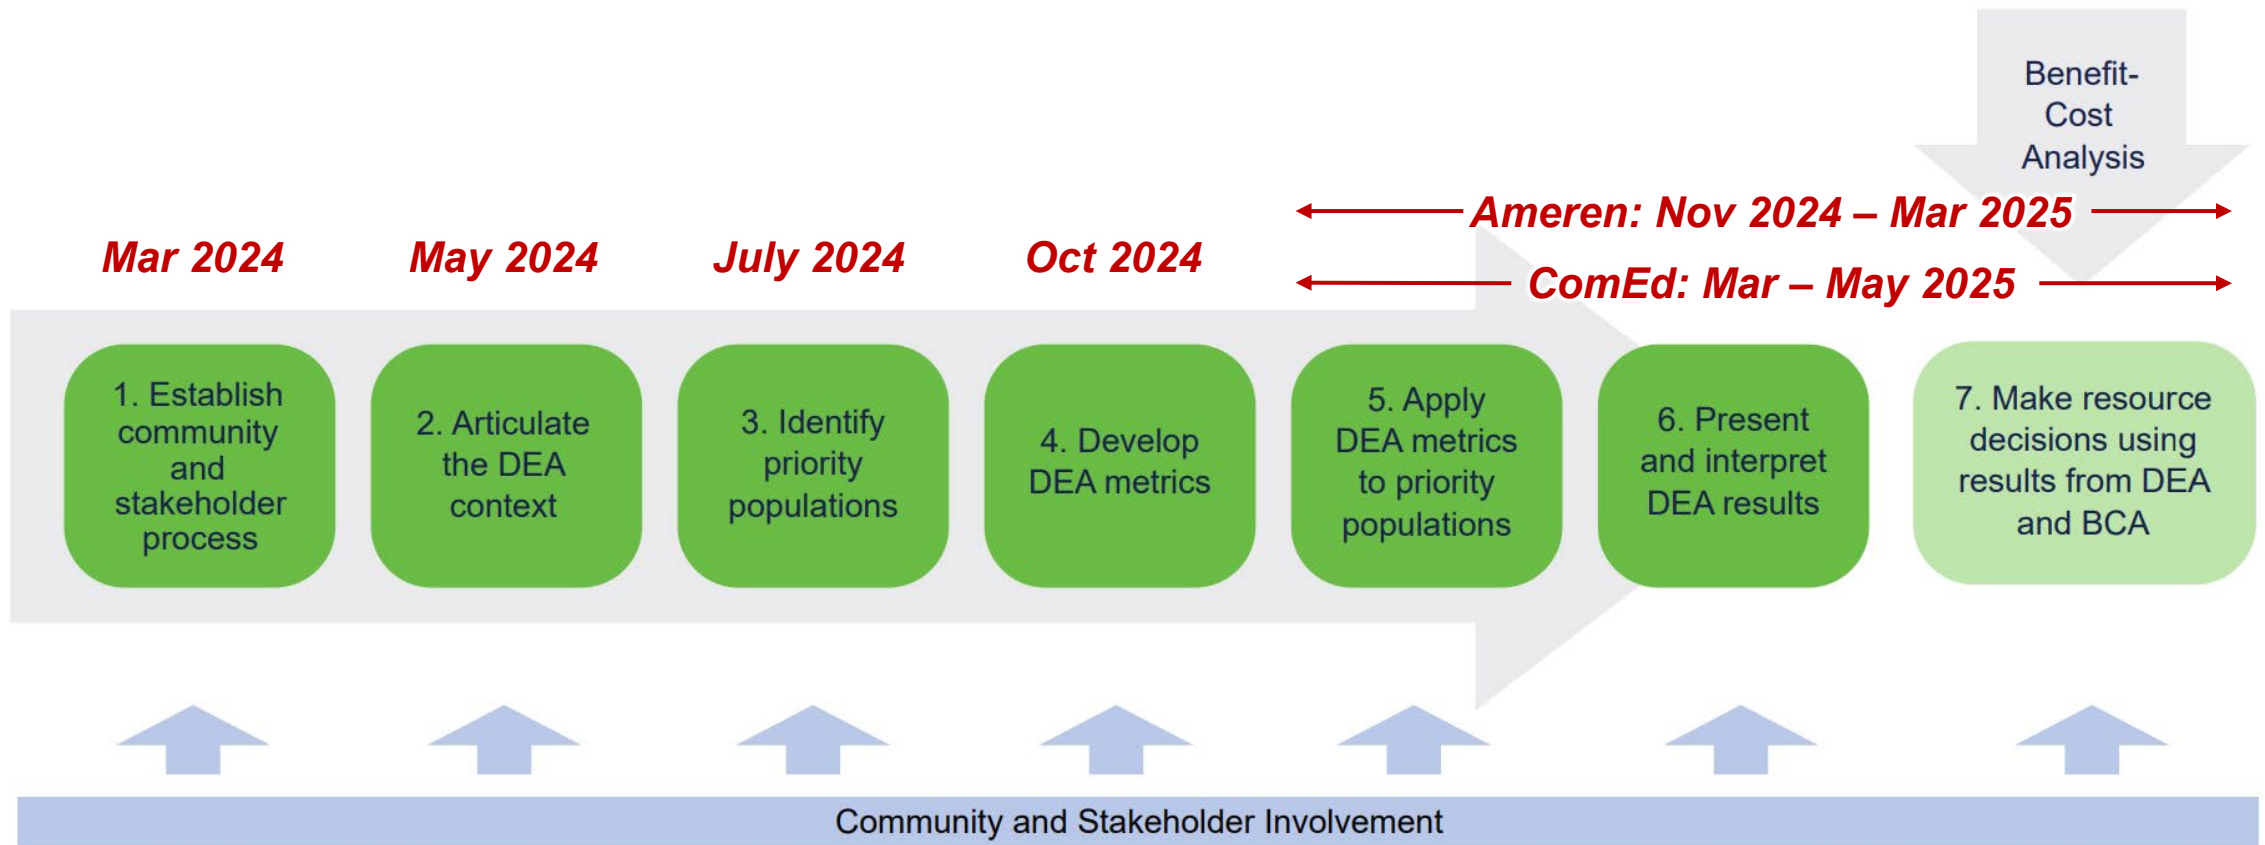 Benefit-
Cost
Analysis
Ameren: Nov 2024 – Mar 2025
ComEd: Mar – May 2025
Mar 2024
May 2024
July 2024
Oct 2024
1. Establish
community
and
stakeholder
process
2. Articulate
the DEA
context
3. Identify
priority
populations
4. Develop
DEA metrics
5. Apply
DEA metrics
to priority
populations
6. Present
and interpret
DEA results
7. Make resource
decisions using
results from DEA
and BCA
Community and Stakeholder Involvement